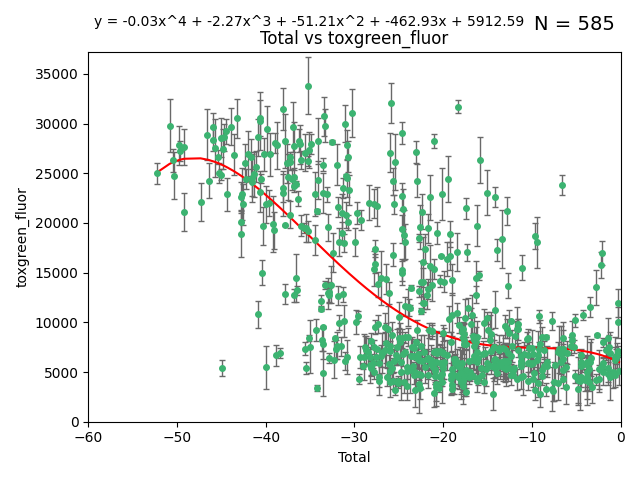 y = -0.03x^4 + -2.27x^3 + -51.21x^2 + -462.93x + 5912.59 N = 585
Total vs toxgreen_fluor
35000
30000
25000
20000
15000
10000
5000
0
toxgreen_fluor
−60 −50 −40 −30 −20 −10 0
Total